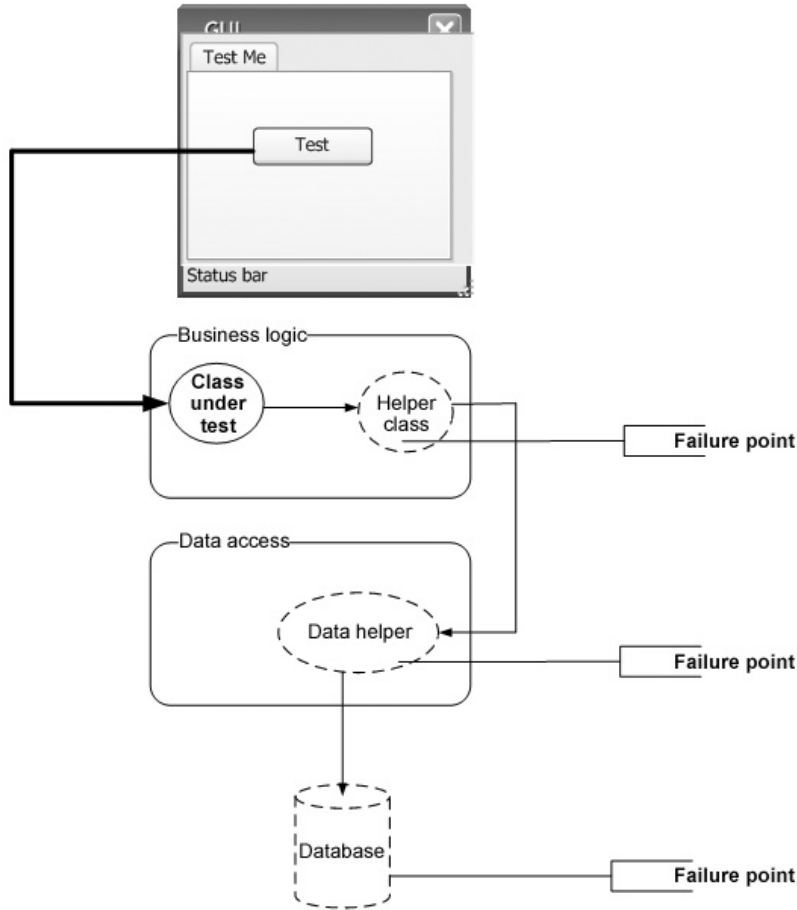 GUI
Test Me
Test
Status bar
Business logic
Class
under
test
Helper
class
Failure point
Data access
Data helper
Failure point
Database
Failure point